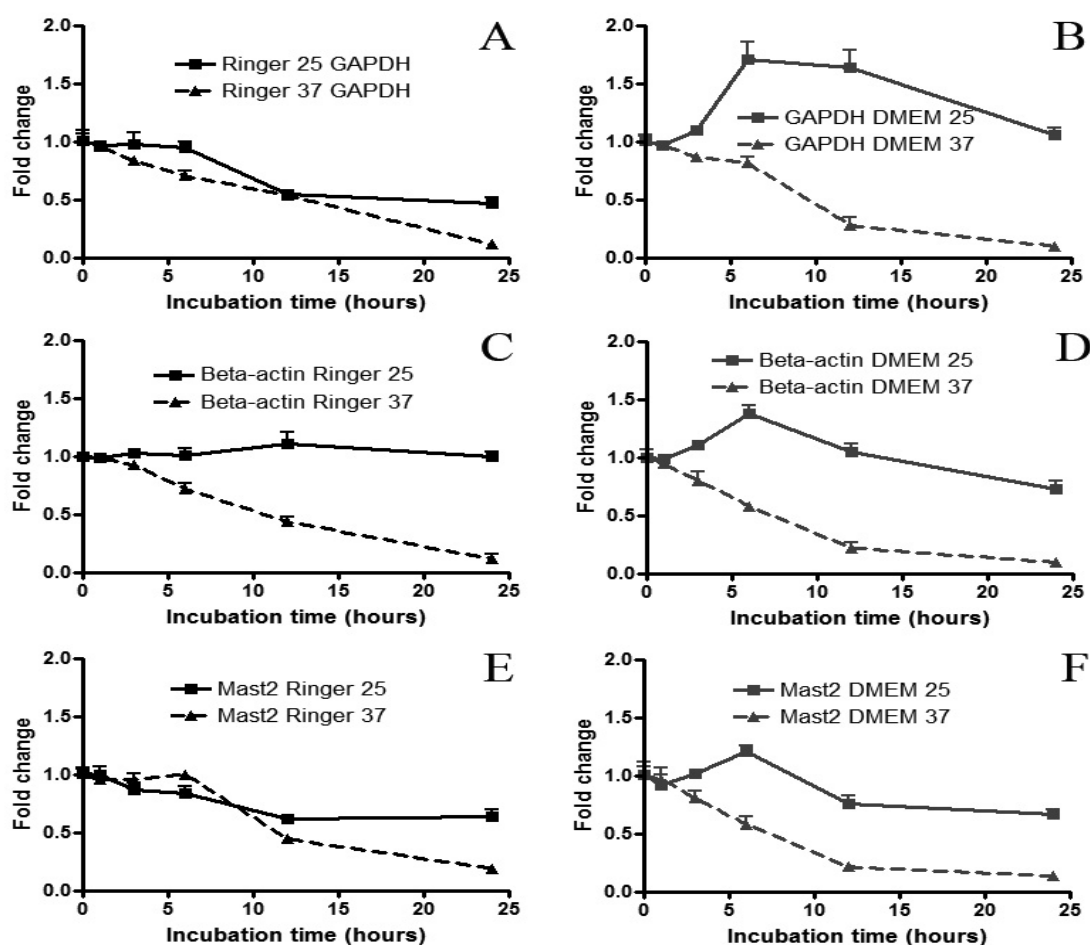 A
Ringer 25 GAPDH
Ringer 37 GAPDH
Fold change
2.0
1.5
1.0
0.5
0.0
0 5 10 15 20 25
Incubation time (hours)
B
GAPDH DMEM 25
GAPDH DMEM 37
Fold change
2.0
1.5
1.0
0.5
0.0
0 5 10 15 20 25
Incubation time (hours)
C
Beta-actin Ringer 25
Beta-actin Ringer 37
Fold change
2.0
1.5
1.0
0.5
0.0
0 5 10 15 20 25
Incubation time (hours)
D
Beta-actin DMEM 25
Beta-actin DMEM 37
Fold change
2.0
1.5
1.0
0.5
0.0
0 5 10 15 20 25
Incubation time (hours)
E
Mast2 Ringer 25
Mast2 Ringer 37
Fold change
2.0
1.5
1.0
0.5
0.0
0 5 10 15 20 25
Incubation time (hours)
F
Mast2 DMEM 25
Mast2 DMEM 37
Fold change
2.0
1.5
1.0
0.5
0.0
0 5 10 15 20 25
Incubation time (hours)